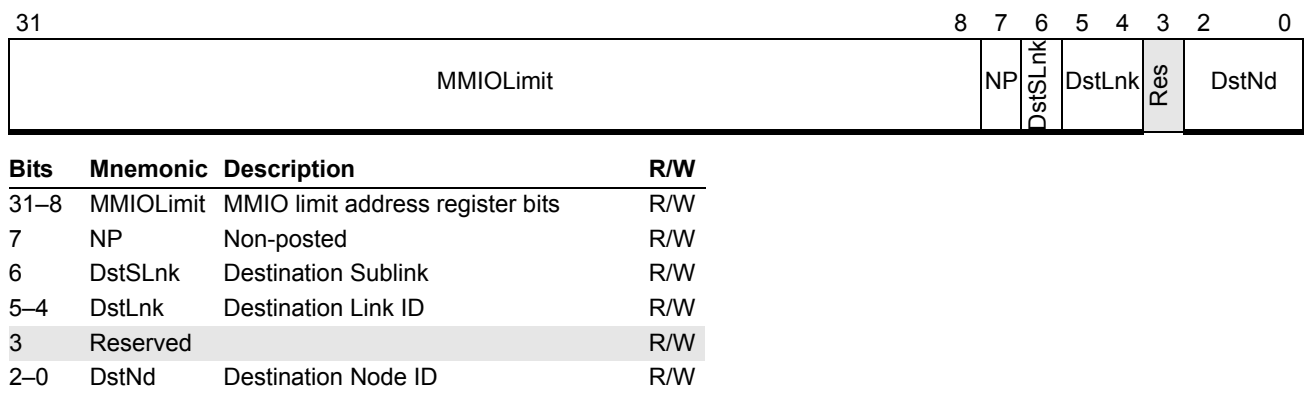 31 8 7 6 5 4 3 2 0
MMIOLimit NP DstSLnk DstLnk Res DstNd
Bits Mnemonic Description R/W
31–8 MMIOLimit MMIO limit address register bits R/W
7 NP Non-posted R/W
6 DstSLnk Destination Sublink R/W
5–4 DstLnk Destination Link ID R/W
3 Reserved R/W
2–0 DstNd Destination Node ID R/W